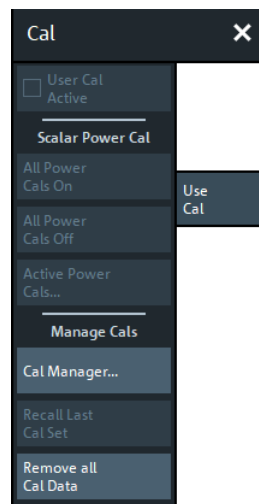 Cal
User Cal
Active
Scalar Power Cal
All Power
Cals On
All Power
Cals Off
Active Power
Cals...
Manage Cals
Cal Manager...
Recall Last
Cal Set
Remove all
Cal Data
Use
Cal